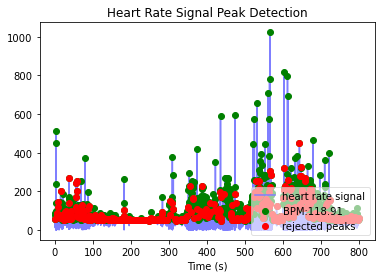 Heart Rate Signal Peak Detection
1000
800
600
400
200
0
heart rate signal
BPM:118.91
rejected peaks
0 100 200 300 400 500 600 700 800
Time (s)